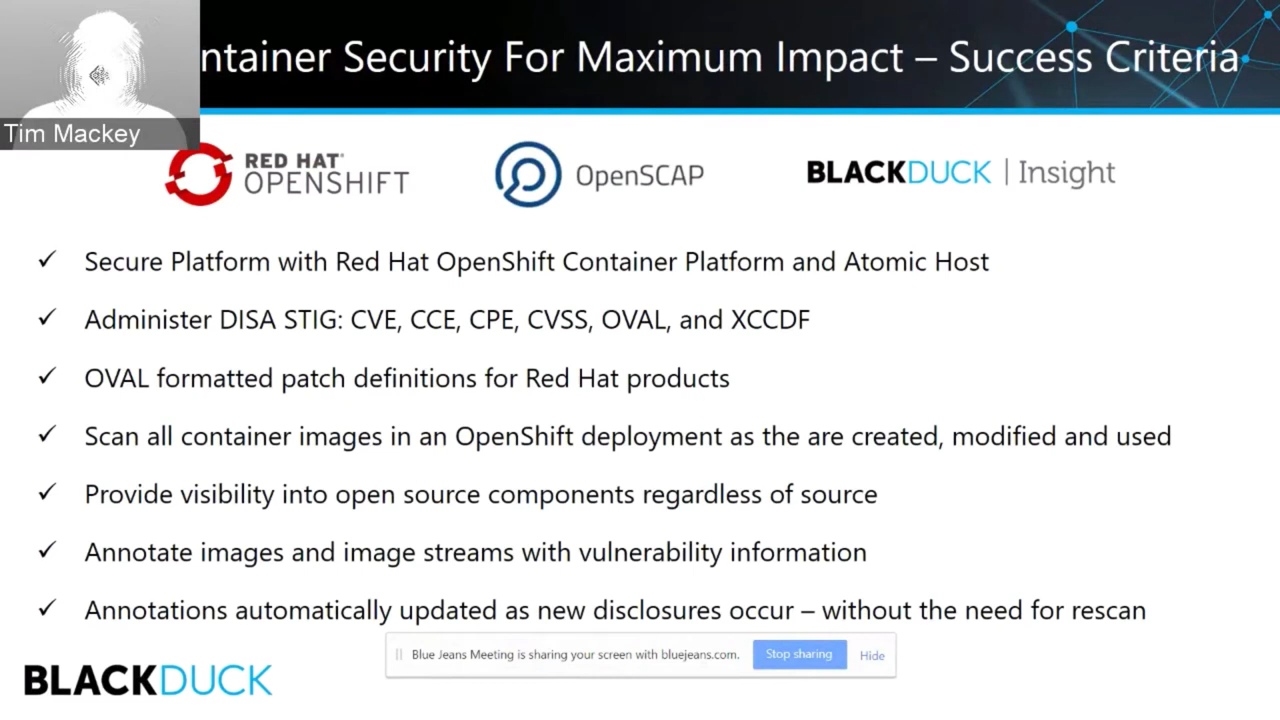 ntainer Security For Maximum Impact – Success Criteria
Tim Mackey
RED HAT®
OPENSHIFT
OpenSCAP
BLACKDUCK | Insight
✓ Secure Platform with Red Hat OpenShift Container Platform and Atomic Host
✓ Administer DISA STIG: CVE, CCE, CPE, CVSS, OVAL, and XCCDF
✓ OVAL formatted patch definitions for Red Hat products
✓ Scan all container images in an OpenShift deployment as the are created, modified and used
✓ Provide visibility into open source components regardless of source
✓ Annotate images and image streams with vulnerability information
✓ Annotations automatically updated as new disclosures occur – without the need for rescan
Blue Jeans Meeting is sharing your screen with bluejeans.com. Stop sharing Hide
BLACKDUCK